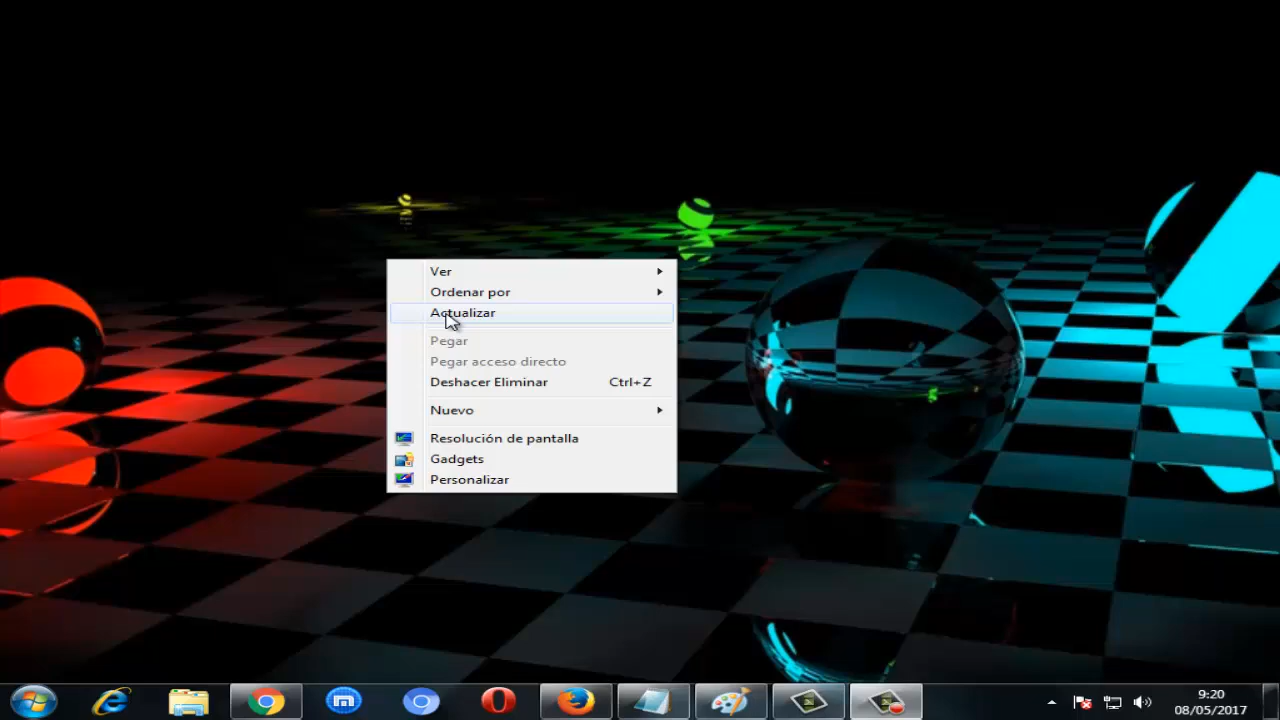 Ver
Ordenar por
Actualizar
Pegar
Pegar acceso directo
Deshacer Eliminar Ctrl+Z
Nuevo
Resolución de pantalla
Gadgets
Personalizar
9:20
08/05/2017